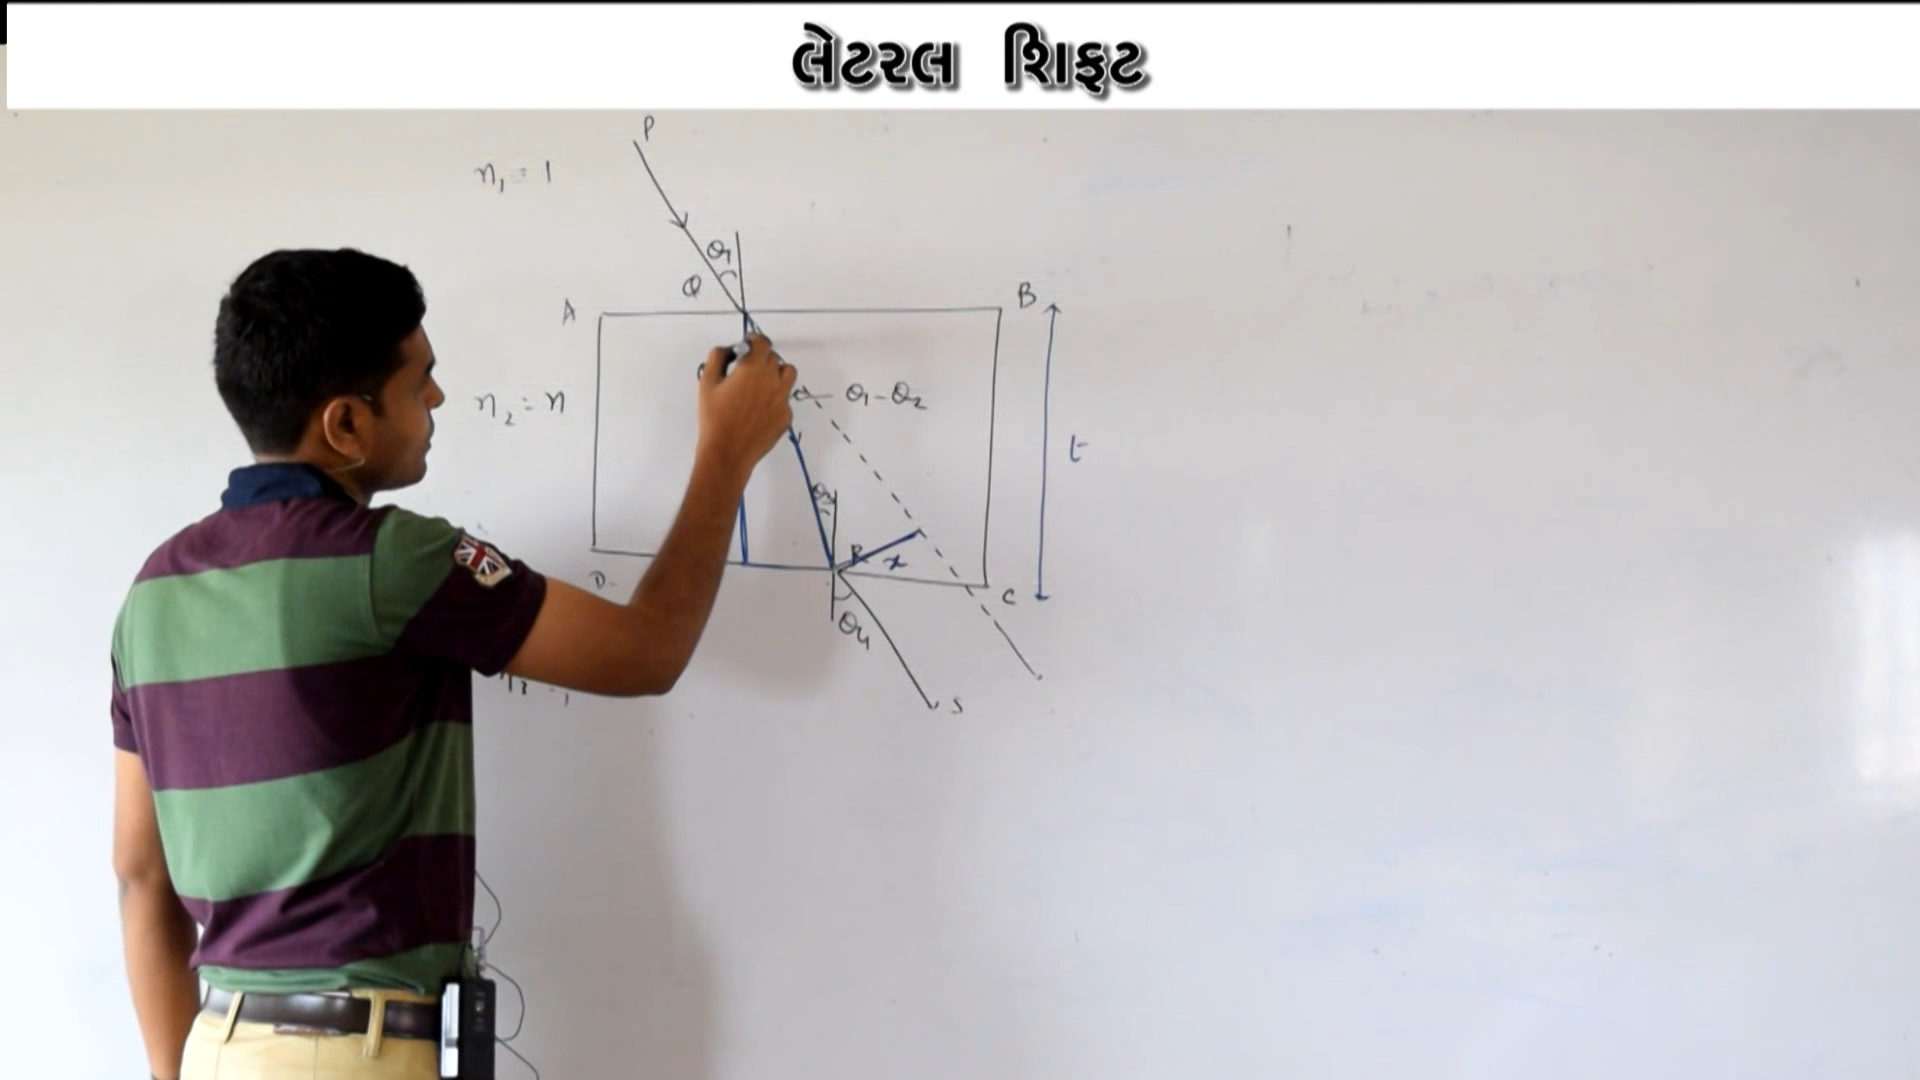 લેટરલ શિફ્ટ
P
n₁ = 1
θ₁
Q
A
B
n₂ = n
θ₁ - θ₂
t
R
x
D
C
θ₄
S